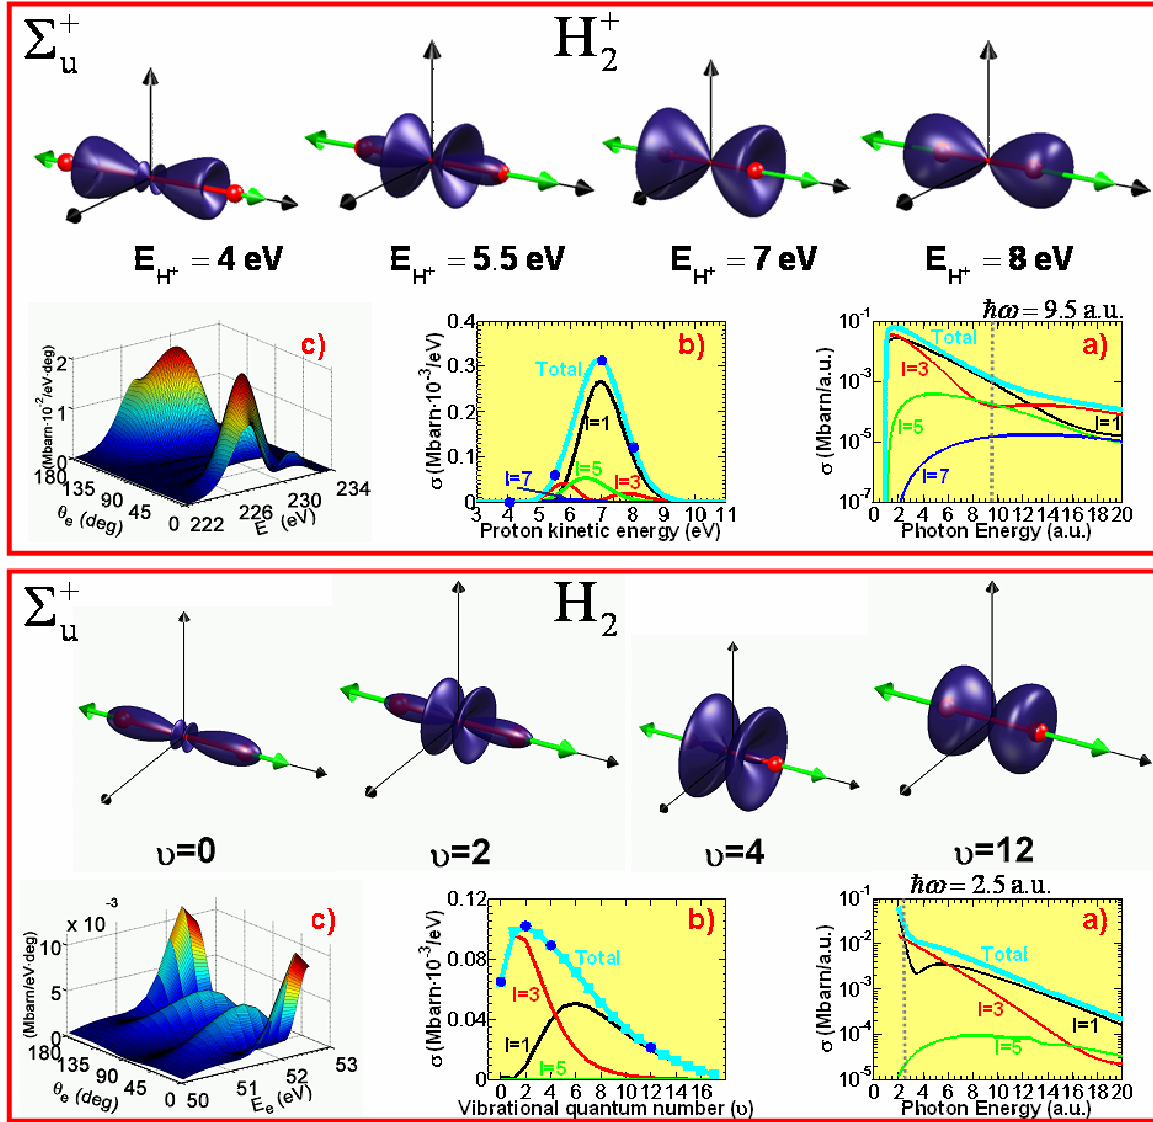 Σu+ H2+
EH+ = 4 eV EH+ = 5.5 eV EH+ = 7 eV EH+ = 8 eV
ħω = 9.5 a.u.
c)
(Mbarn·10-2/eV·deg)
2
1
0
180
135
90
45
0
θe (deg)
222
226
230
234
E (eV)
b)
σ (Mbarn·10-3/eV)
0.4
0.3
0.2
0.1
0
Total
l=1
l=5
l=7
l=3
3 4 5 6 7 8 9 10 11
Proton kinetic energy (eV)
a)
σ (Mbarn/a.u.)
10-1
10-3
10-5
10-7
Total
l=3
l=1
l=5
l=7
0 2 4 6 8 10 12 14 16 18 20
Photon Energy (a.u.)
Σu+ H2
υ=0 υ=2 υ=4 υ=12
ħω = 2.5 a.u.
c)
x 10-3
(Mbarn/eV·deg)
10
5
0
180
135
90
45
0
θe (deg)
50
51
52
53
Ee (eV)
b)
σ (Mbarn·10-3/eV)
0.12
0.08
0.04
0
Total
l=3
l=1
l=5
0 2 4 6 8 10 12 14 16
Vibrational quantum number (υ)
a)
σ (Mbarn/a.u.)
10-1
10-2
10-3
10-4
10-5
Total
l=3
l=1
l=5
0 2 4 6 8 10 12 14 16 18 20
Photon Energy (a.u.)